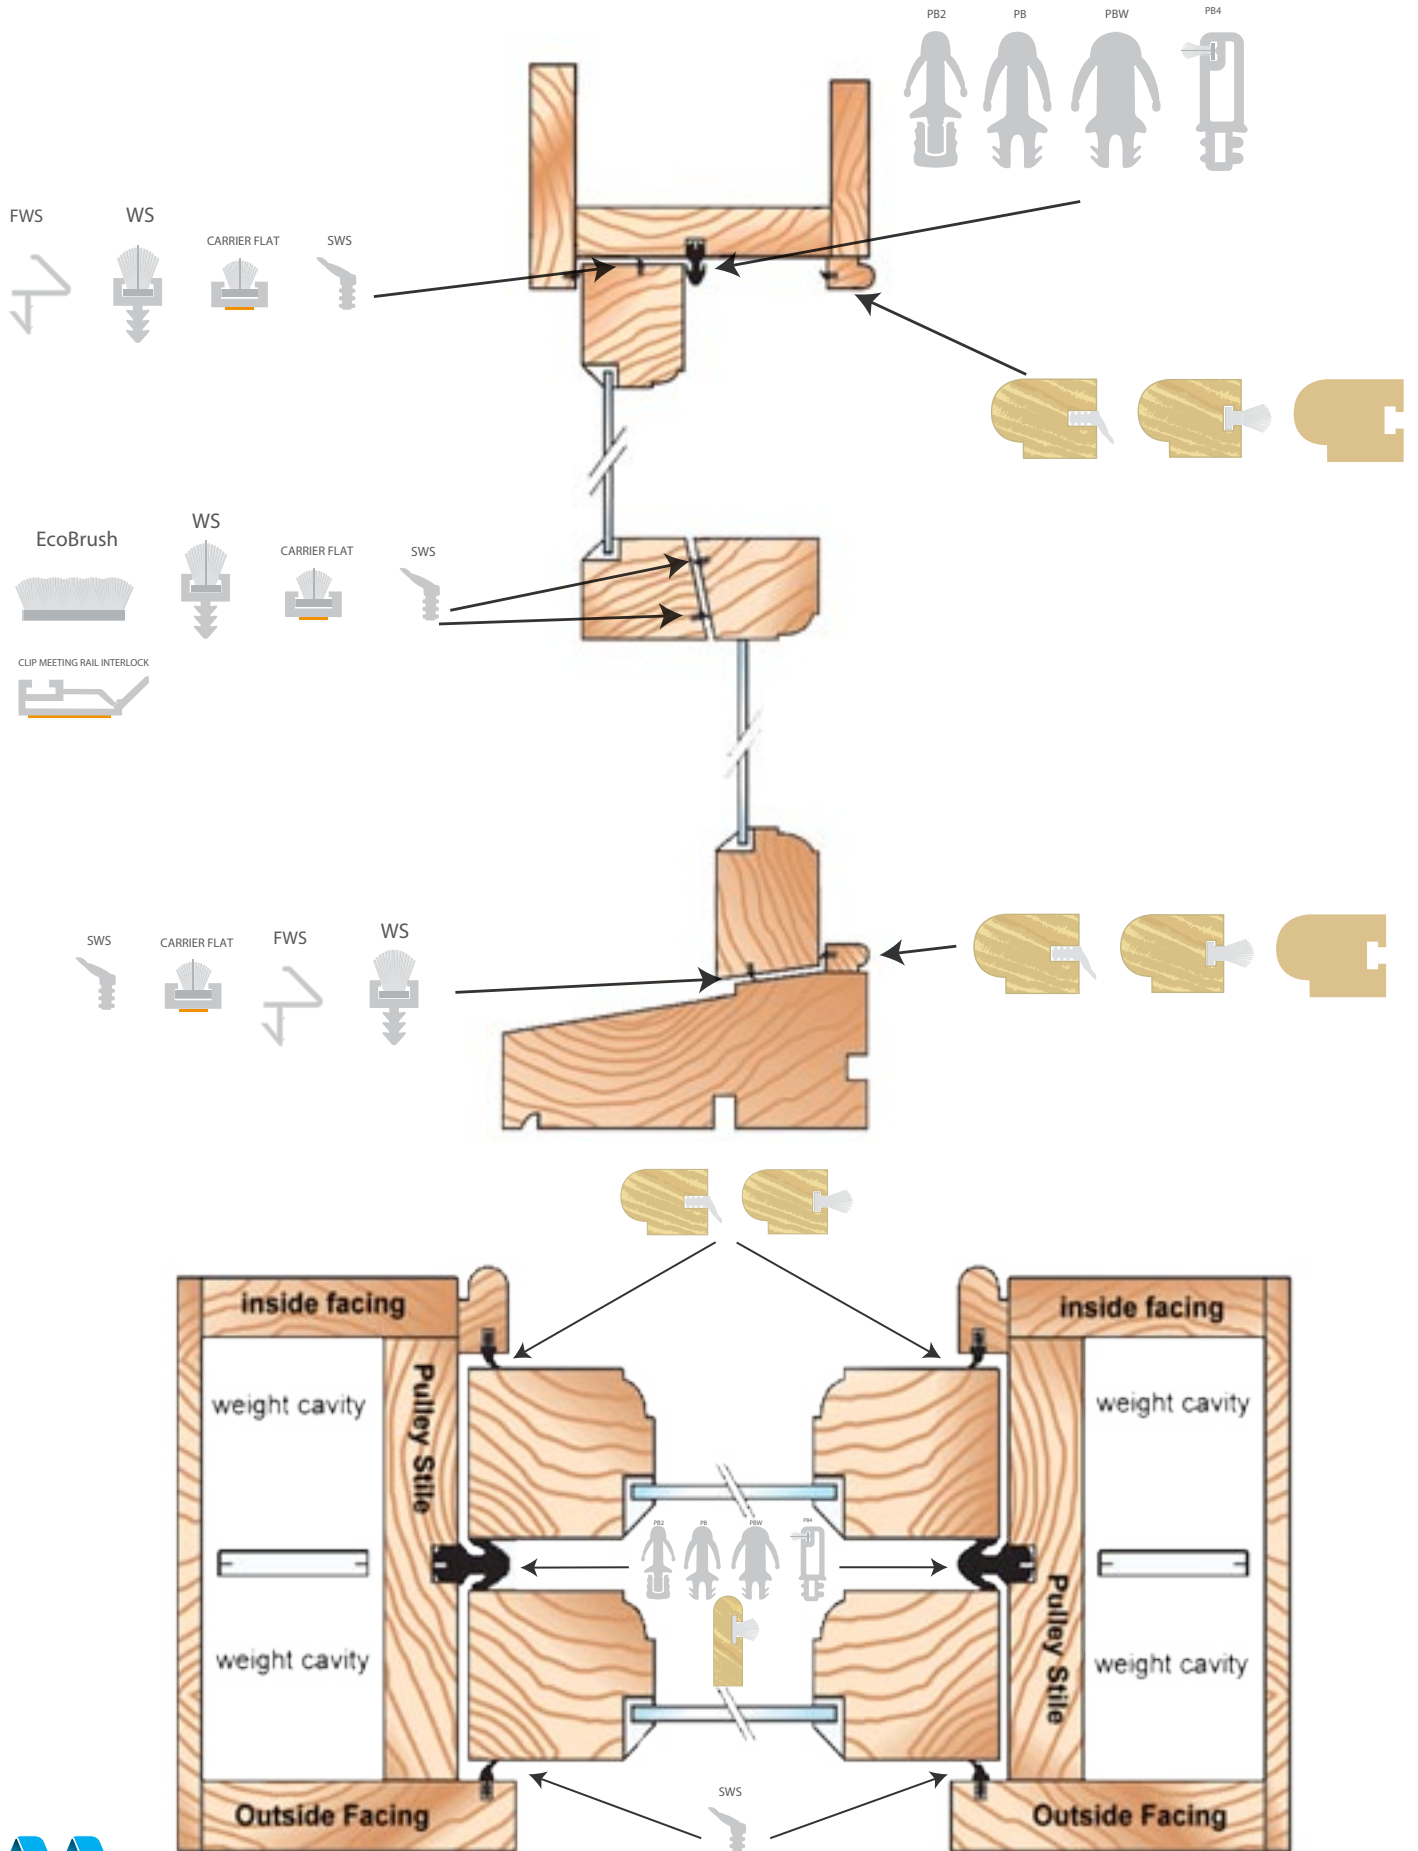 PB2 PB PBW PB4
FWS WS CARRIER FLAT SWS
EcoBrush WS CARRIER FLAT SWS
CLIP MEETING RAIL INTERLOCK
SWS CARRIER FLAT FWS WS
inside facing inside facing
Pulley Stile
weight cavity weight cavity
PB2 PB PBW PB4
Pulley Stile
weight cavity weight cavity
SWS
Outside Facing Outside Facing